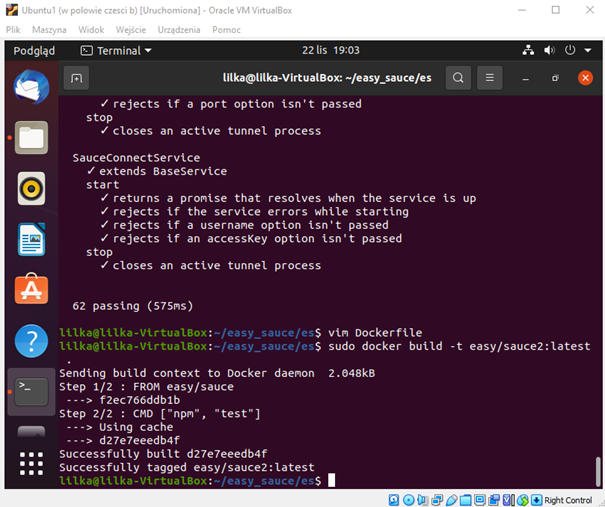 Ubuntu1 (w polowie czesci b) [Uruchomiona] - Oracle VM VirtualBox
Plik Maszyna Widok Wejście Urządzenia Pomoc
Podgląd Terminal 22 lis 19:03
lilka@lilka-VirtualBox: ~/easy_sauce/es
✓ rejects if a port option isn't passed
stop
✓ closes an active tunnel process
SauceConnectService
✓ extends BaseService
start
✓ returns a promise that resolves when the service is up
✓ rejects if the service errors while starting
✓ rejects if a username option isn't passed
✓ rejects if an accessKey option isn't passed
stop
✓ closes an active tunnel process
62 passing (575ms)
lilka@lilka-VirtualBox:~/easy_sauce/es$ vim Dockerfile
lilka@lilka-VirtualBox:~/easy_sauce/es$ sudo docker build -t easy/sauce2:latest
.
Sending build context to Docker daemon 2.048kB
Step 1/2 : FROM easy/sauce
---> f2ec766ddb1b
Step 2/2 : CMD ["npm", "test"]
---> Using cache
---> d27e7eeedb4f
Successfully built d27e7eeedb4f
Successfully tagged easy/sauce2:latest
lilka@lilka-VirtualBox:~/easy_sauce/es$
Right Control